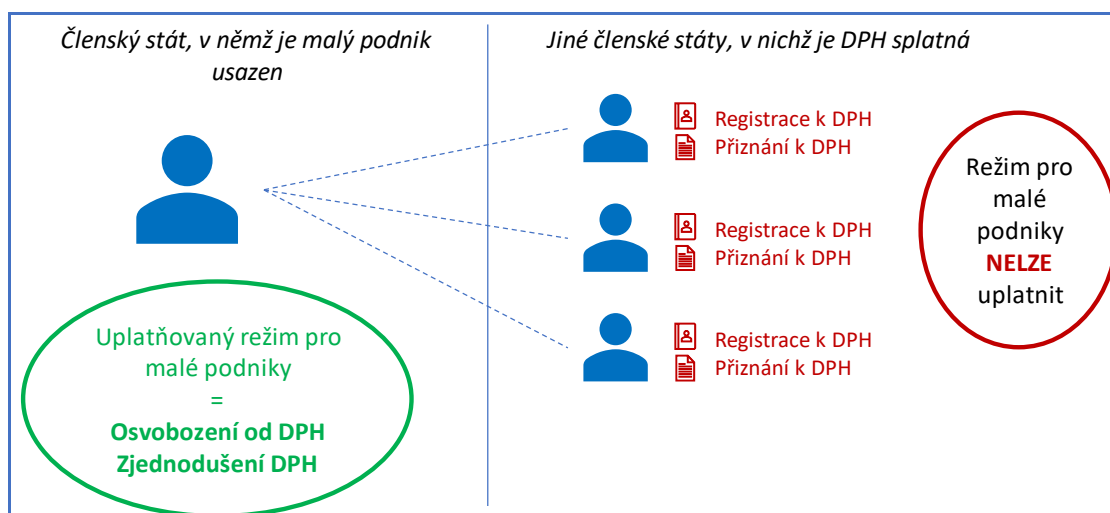 Členský stát, v němž je malý podnik
usazen
Uplatňovaný režim pro
malé podniky
=
Osvobození od DPH
Zjednodušení DPH
Jiné členské státy, v nichž je DPH splatná
Registrace k DPH
Přiznání k DPH
Registrace k DPH
Přiznání k DPH
Registrace k DPH
Přiznání k DPH
Režim pro
malé
podniky
NELZE
uplatnit